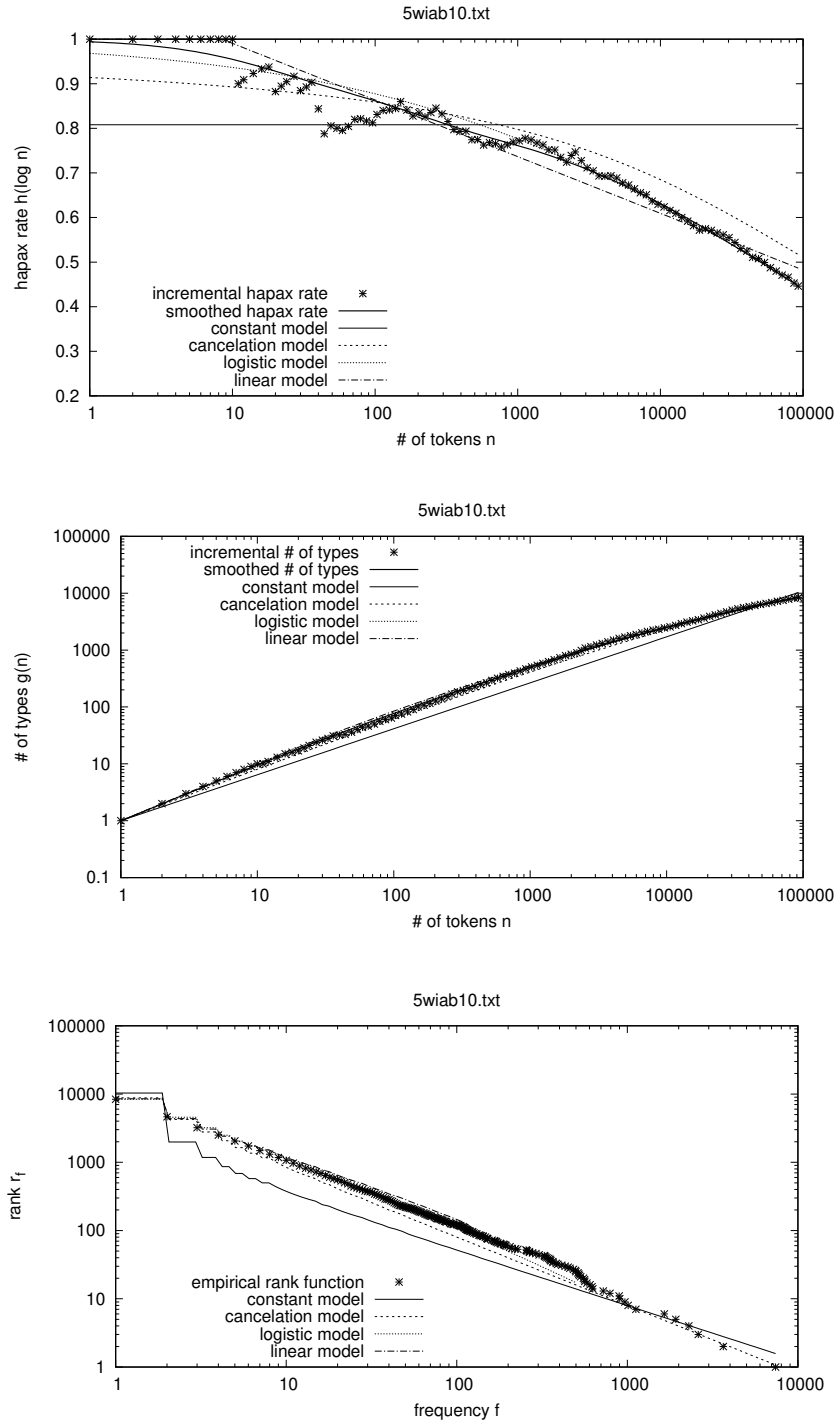 5wiab10.txt
1
0.9
0.8
0.7
0.6
0.5
0.4
0.3
0.2
hapax rate h(log n)
incremental hapax rate
smoothed hapax rate
constant model
cancelation model
logistic model
linear model
1 10 100 1000 10000 100000
# of tokens n
5wiab10.txt
100000
10000
1000
100
10
1
0.1
# of types g(n)
incremental # of types
smoothed # of types
constant model
cancelation model
logistic model
linear model
1 10 100 1000 10000 100000
# of tokens n
5wiab10.txt
100000
10000
1000
100
10
1
rank r_f
empirical rank function
constant model
cancelation model
logistic model
linear model
1 10 100 1000 10000
frequency f